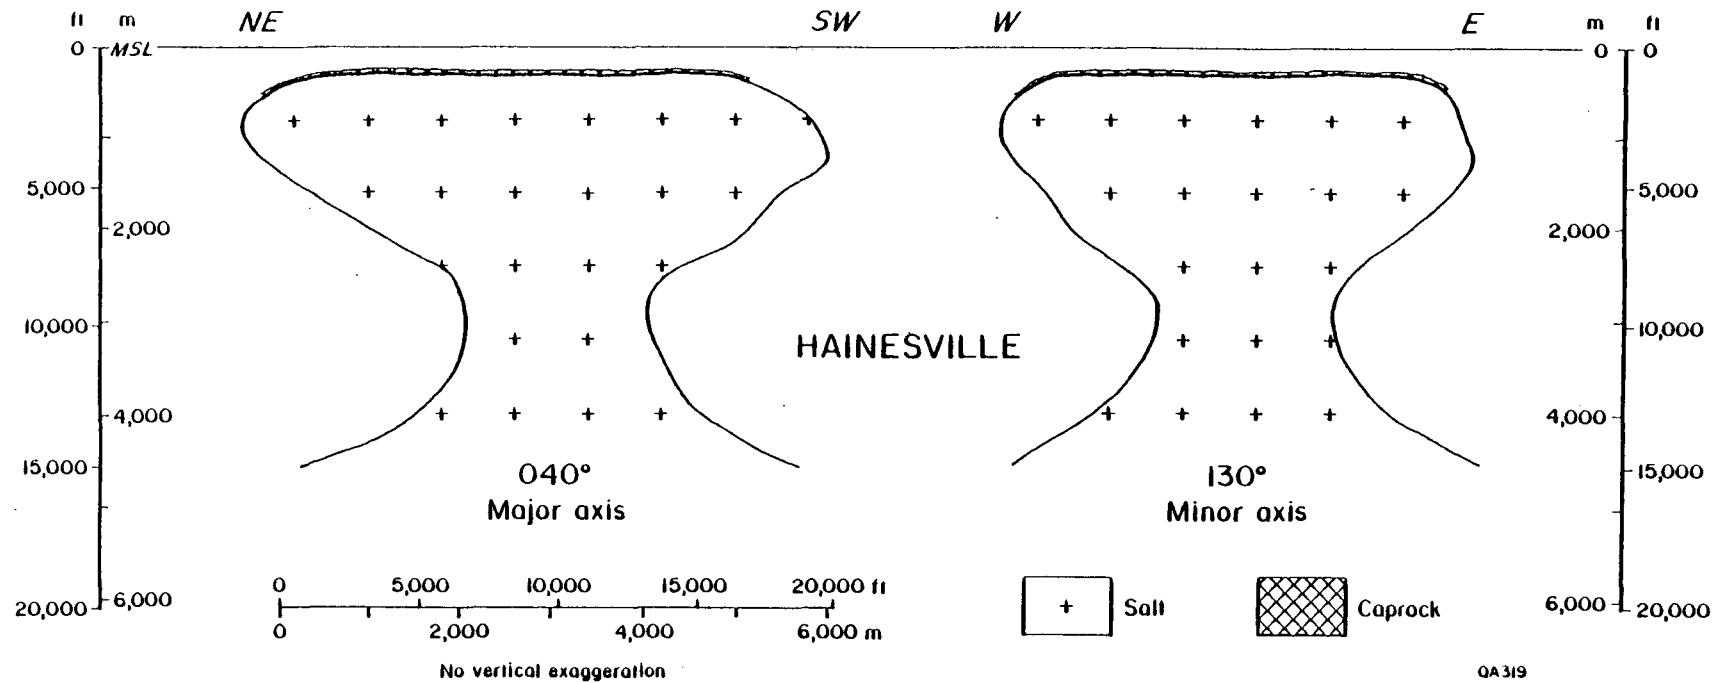 ft m NE SW W E m ft
0 MSL 0 0
5,000 5,000
2,000 2,000
10,000 HAINESVILLE 10,000
4,000 4,000
15,000 040° 130° 15,000
Major axis Minor axis
0 5,000 10,000 15,000 20,000 ft
20,000 6,000 + Salt Caprock 6,000 20,000
0 2,000 4,000 6,000 m
No vertical exaggeration QA319